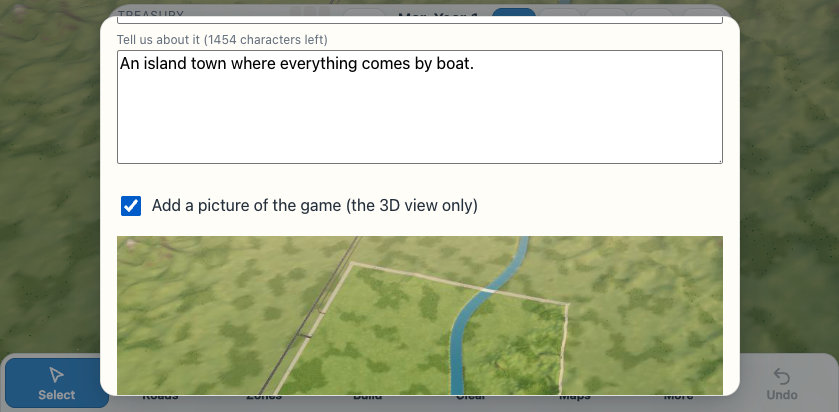 TREASURY
Mar, Year 1
Tell us about it (1454 characters left)
An island town where everything comes by boat.
Add a picture of the game (the 3D view only)
Select
Roads
Zones
Build
Clear
Maps
More
Undo